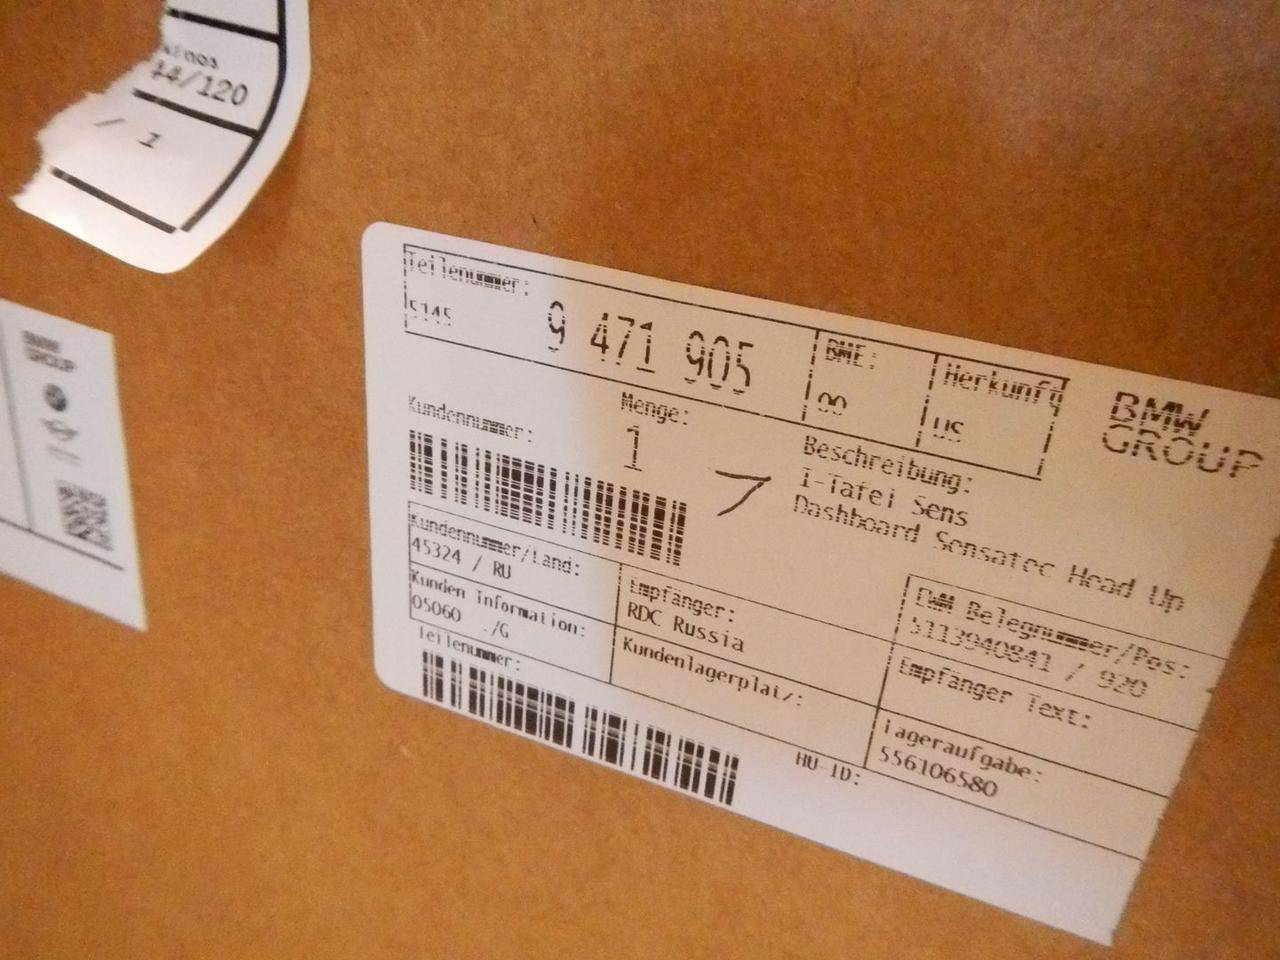 44/120
/ 1
BMW
GROUP
Teilenummer:
5145 9 471 905
BME:
00
Herkunft
US
BMW
GROUP
Kundennummer:
Menge:
1
Beschreibung:
I-Tafel Sens
Dashboard Sensatec Head Up
Kundennummer/Land:
45324 / RU
Empfänger:
RDC Russia
EWM Belegnummer/Pos:
5113940841 / 920
Kunden Information:
05060 ./G
Kundenlagerplatz:
Empfänger Text:
Teilenummer:
HU-ID:
Lageraufgabe:
556106580